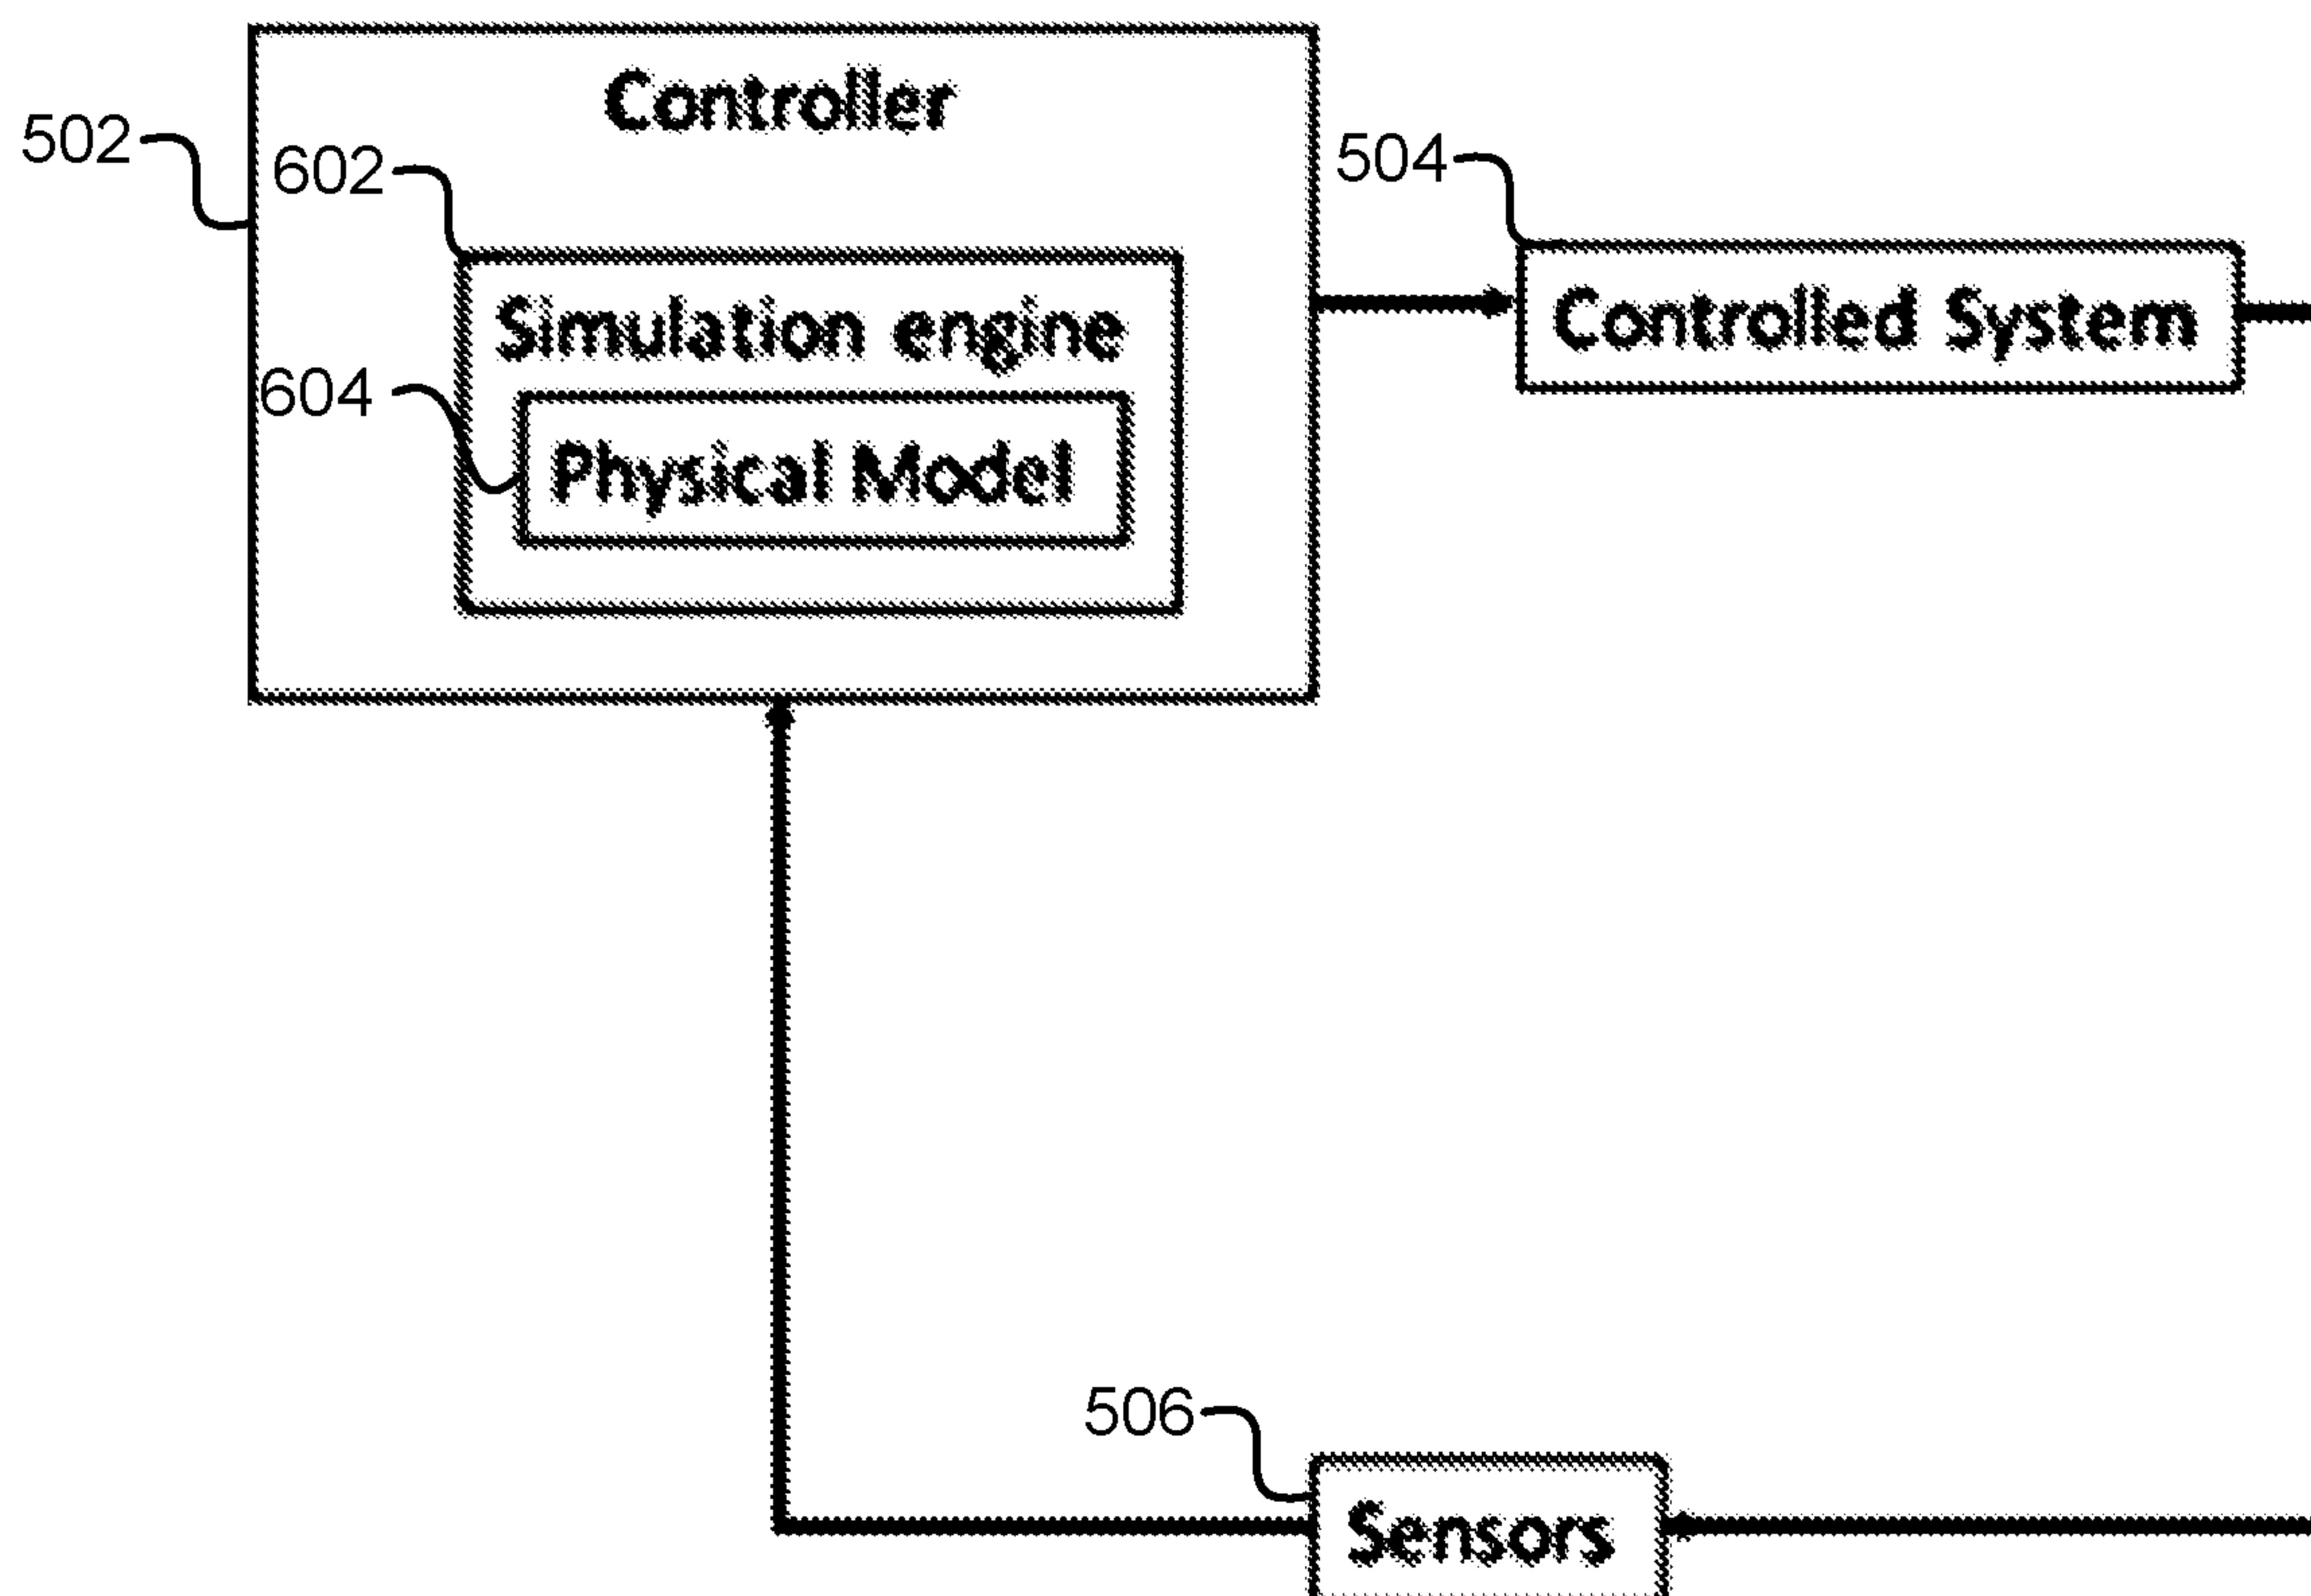 Controller
502
602
504
Simulation engine
Controlled System
604
Physical Model
506
Sensors